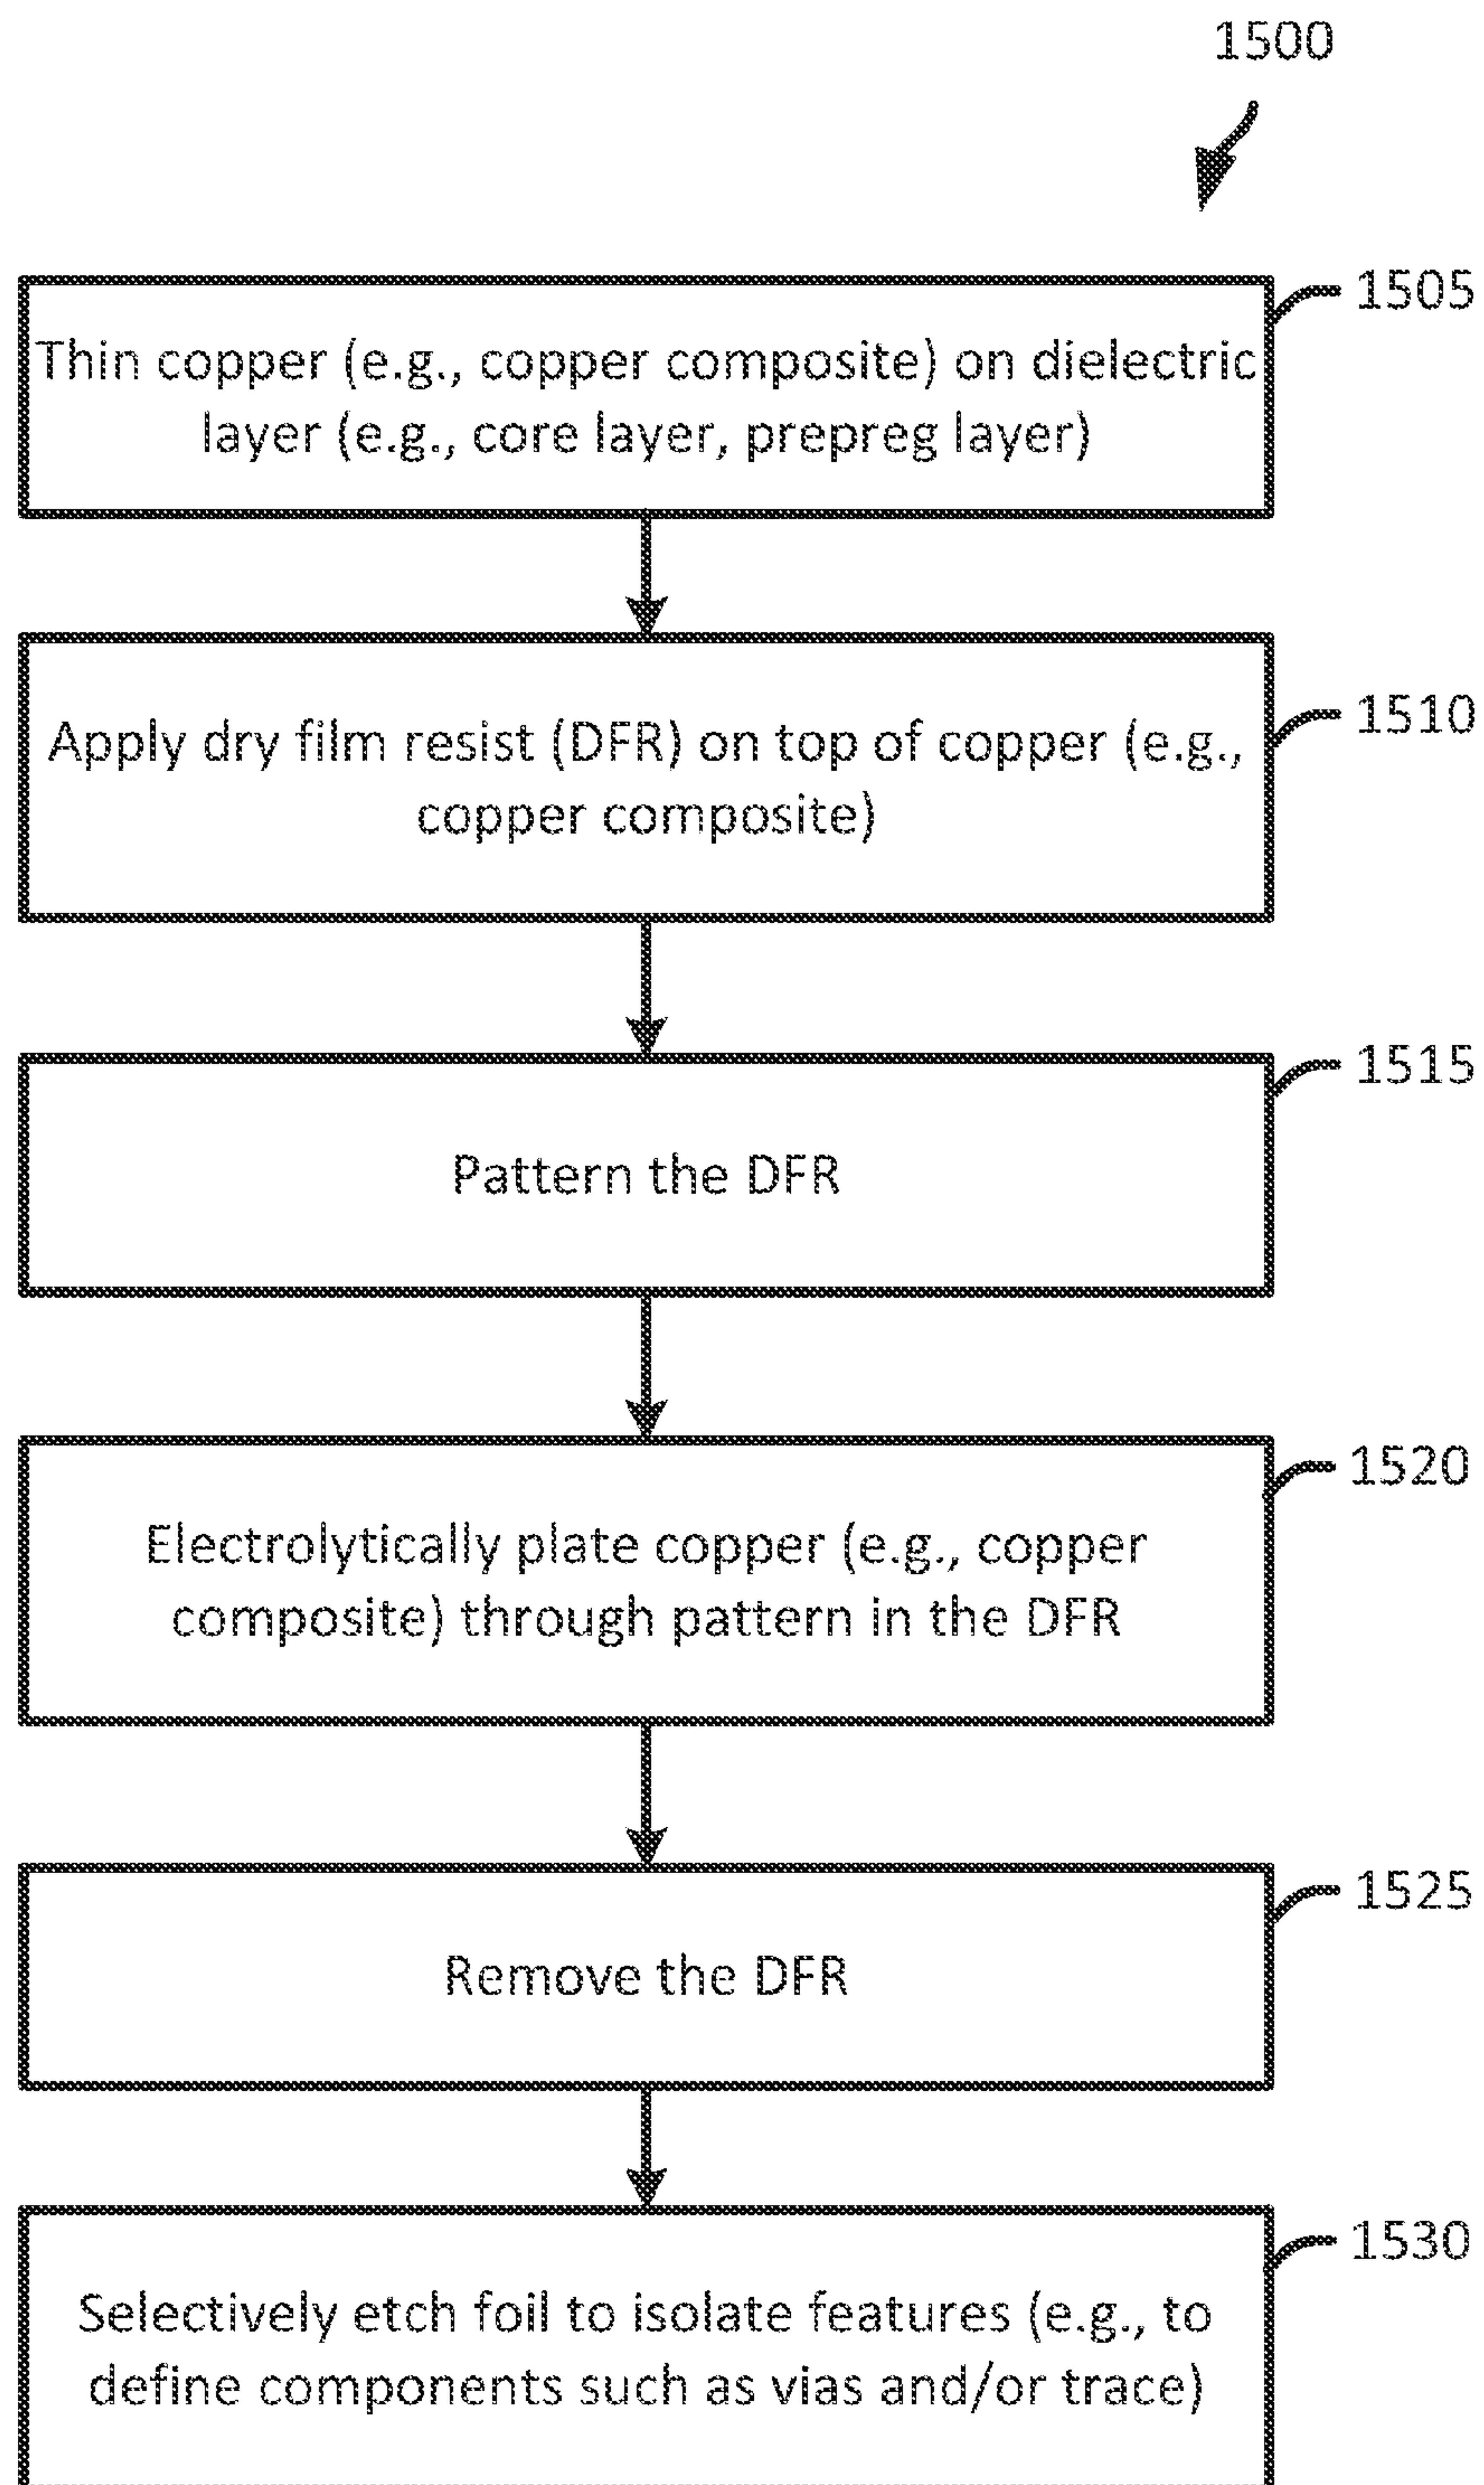 1500
1505
Thin copper (e.g., copper composite) on dielectric
layer (e.g., core layer, prepreg layer)
1510
Apply dry film resist (DFR) on top of copper (e.g.,
copper composite)
1515
Pattern the DFR
1520
Electrolytically plate copper (e.g., copper
composite) through pattern in the DFR
1525
Remove the DFR
1530
Selectively etch foil to isolate features (e.g., to
define components such as vias and/or trace)